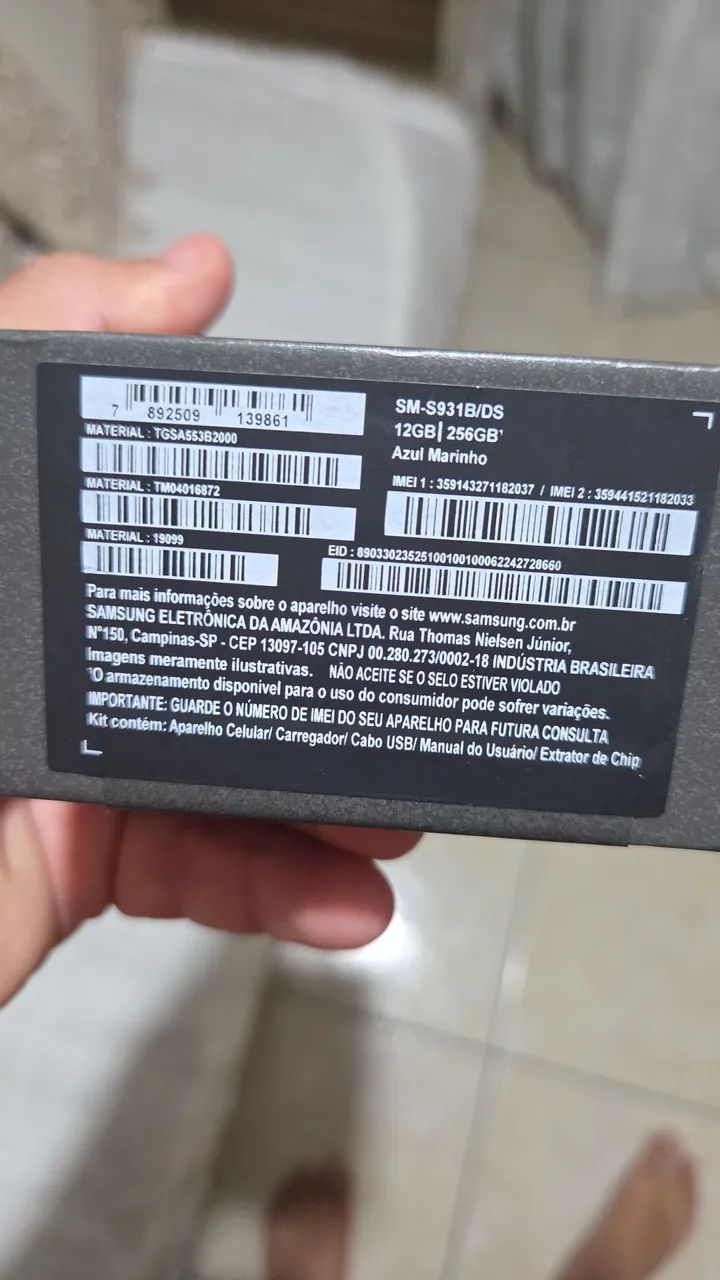 7 892509 139861
MATERIAL : TGSA553B2000
MATERIAL : TM04016872
MATERIAL : 19099
SM-S931B/DS
12GB| 256GB¹
Azul Marinho
IMEI 1 : 359143271182037 / IMEI 2 : 359441521182033
EID : 89033023525100100100062242728660
Para mais informações sobre o aparelho visite o site www.samsung.com.br
SAMSUNG ELETRÔNICA DA AMAZÔNIA LTDA. Rua Thomas Nielsen Júnior,
N°150, Campinas-SP - CEP 13097-105 CNPJ 00.280.273/0002-18 INDÚSTRIA BRASILEIRA
Imagens meramente ilustrativas. NÃO ACEITE SE O SELO ESTIVER VIOLADO
¹O armazenamento disponível para o uso do consumidor pode sofrer variações.
IMPORTANTE: GUARDE O NÚMERO DE IMEI DO SEU APARELHO PARA FUTURA CONSULTA
Kit contém: Aparelho Celular/ Carregador/ Cabo USB/ Manual do Usuário/ Extrator de Chip